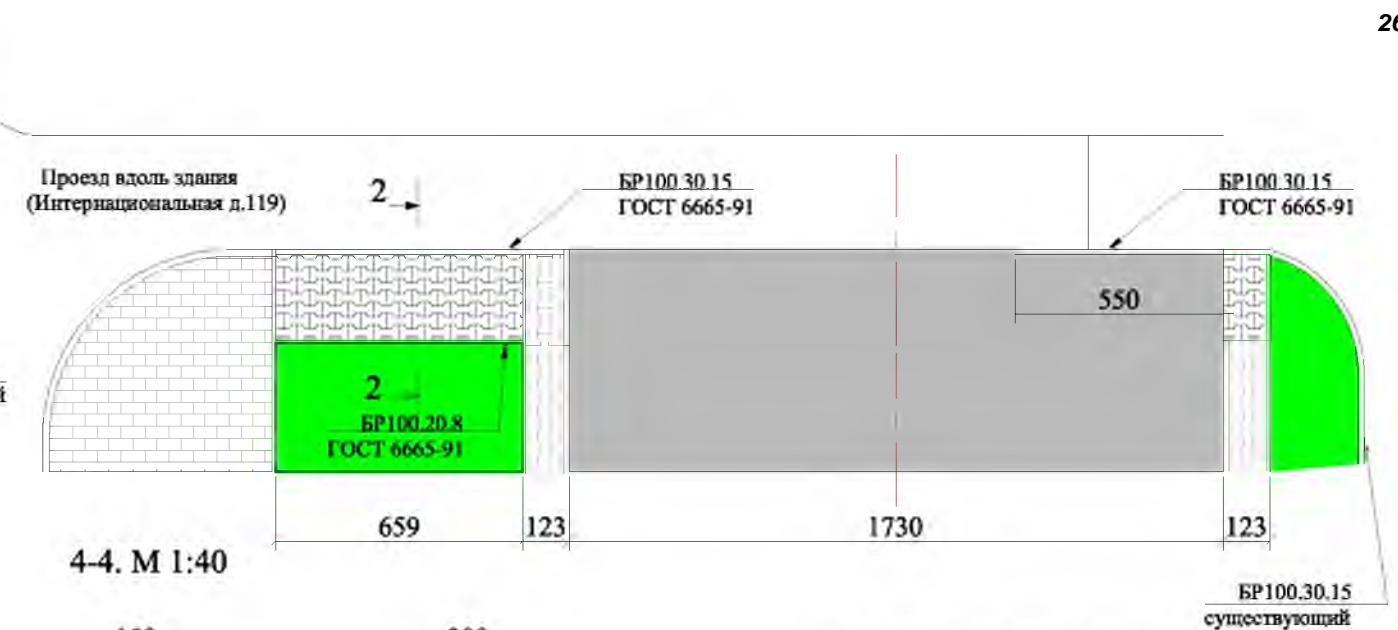 26
Проезд вдоль здания
(Интернациональная д.119)
2
БР100.30.15
ГОСТ 6665-91
БР100.30.15
ГОСТ 6665-91
550
й
2
БР100.20.8
ГОСТ 6665-91
659
123
1730
123
4-4. М 1:40
БР100.30.15
существующий